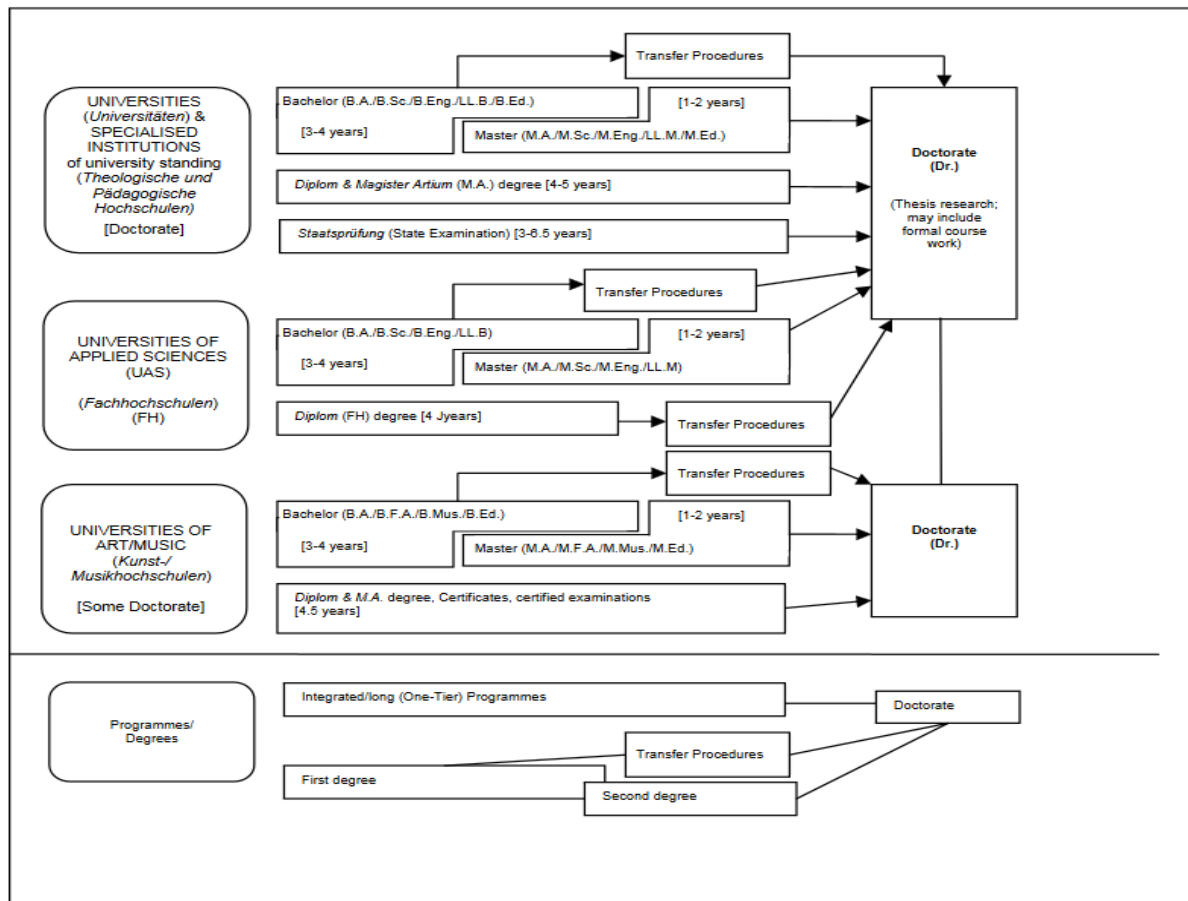 Transfer Procedures
UNIVERSITIES
(Universitäten) &
SPECIALISED
INSTITUTIONS
of university standing
(Theologische und
Pädagogische
Hochschulen)
[Doctorate]
Bachelor (B.A./B.Sc./B.Eng./LL.B./B.Ed.)
[3-4 years]
[1-2 years]
Master (M.A./M.Sc./M.Eng./LL.M./M.Ed.)
Diplom & Magister Artium (M.A.) degree [4-5 years]
Staatsprüfung (State Examination) [3-6.5 years]
Doctorate
(Dr.)
(Thesis research;
may include
formal course
work)
UNIVERSITIES OF
APPLIED SCIENCES
(UAS)
(Fachhochschulen)
(FH)
Transfer Procedures
Bachelor (B.A./B.Sc./B.Eng./LL.B)
[3-4 years]
[1-2 years]
Master (M.A./M.Sc./M.Eng./LL.M)
Diplom (FH) degree [4 Jyears]
Transfer Procedures
UNIVERSITIES OF
ART/MUSIC
(Kunst-/
Musikhochschulen)
[Some Doctorate]
Transfer Procedures
Bachelor (B.A./B.F.A./B.Mus./B.Ed.)
[3-4 years]
[1-2 years]
Master (M.A./M.F.A./M.Mus./M.Ed.)
Diplom & M.A. degree, Certificates, certified examinations
[4.5 years]
Doctorate
(Dr.)
Programmes/
Degrees
Integrated/long (One-Tier) Programmes
Doctorate
Transfer Procedures
First degree
Second degree